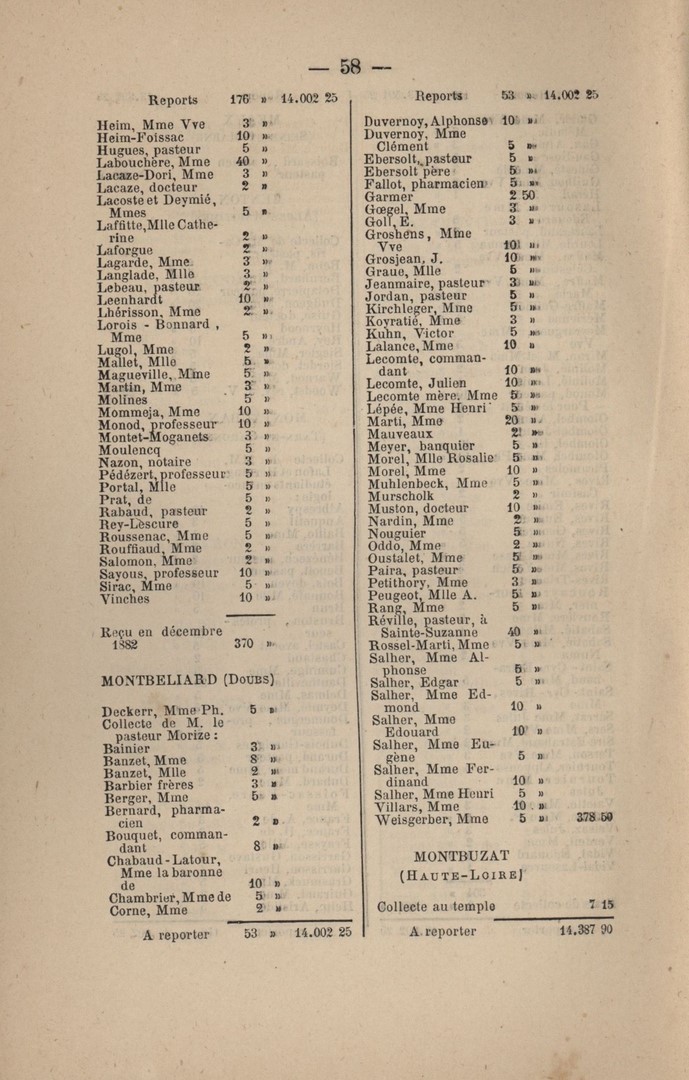 — 58 —
Reports 176 » 14.002 25
Heim, Mme Vve 3 »
Heim-Foissac 10 »
Hugues, pasteur 5 »
Labouchère, Mme 40 »
Lacaze-Dori, Mme 3 »
Lacaze, docteur 2 »
Lacoste et Deymié,
Mmes 5 »
Laffitte, Mlle Cathe-
rine 2 »
Laforgue 2 »
Lagarde, Mme 3 »
Langlade, Mlle 3 »
Lebeau, pasteur 2 »
Leenhardt 10 »
Lhérisson, Mme 2 »
Lorois - Bonnard,
Mme 5 »
Lugol, Mme 2 »
Mallet, Mlle 5 »
Magueville, Mme 5 »
Martin, Mme 3 »
Molines 5 »
Mommeja, Mme 10 »
Monod, professeur 10 »
Montet-Moganets 3 »
Moulencq 5 »
Nazon, notaire 3 »
Pédézert, professeur 5 »
Portal, Mlle 5 »
Prat, de 5 »
Rabaud, pasteur 2 »
Rey-Lescure 5 »
Roussenac, Mme 5 »
Rouffiaud, Mme 2 »
Salomon, Mme 2 »
Sayous, professeur 10 »
Sirac, Mme 5 »
Vinches 10 »
Reçu en décembre
1882 370 »
MONTBELIARD (DOUBS)
Deckerr, Mme Ph. 5 »
Collecte de M. le
pasteur Morize :
Bainier 3 »
Banzet, Mme 8 »
Banzet, Mlle 2 »
Barbier frères 3 »
Berger, Mme 5 »
Bernard, pharma-
cien 2 »
Bouquet, comman-
dant 8 »
Chabaud-Latour,
Mme la baronne
de 10 »
Chambrier, Mme de 5 »
Corne, Mme 2 »
A reporter 53 » 14.002 25
Reports 53 » 14.002 25
Duvernoy, Alphonse 10 »
Duvernoy, Mme
Clément 5 »
Ebersolt, pasteur 5 »
Ebersolt père 5 »
Fallot, pharmacien 5 »
Garmer 2 50
Gœgel, Mme 3 »
Goll, E. 3 »
Groshens, Mme
Vve 10 »
Grosjean, J. 10 »
Graue, Mlle 5 »
Jeanmaire, pasteur 3 »
Jordan, pasteur 5 »
Kirchleger, Mme 5 »
Koyratié, Mme 3 »
Kuhn, Victor 5 »
Lalance, Mme 10 »
Lecomte, comman-
dant 10 »
Lecomte, Julien 10 »
Lecomte mère, Mme 5 »
Lépée, Mme Henri 5 »
Marti, Mme 20 »
Mauveaux 2 »
Meyer, banquier 5 »
Morel, Mlle Rosalie 5 »
Morel, Mme 10 »
Muhlenbeck, Mme 5 »
Murscholk 2 »
Muston, docteur 10 »
Nardin, Mme 2 »
Nouguier 5 »
Oddo, Mme 2 »
Oustalet, Mme 5 »
Paira, pasteur 5 »
Petithory, Mme 3 »
Peugeot, Mlle A. 5 »
Rang, Mme 5 »
Réville, pasteur, à
Sainte-Suzanne 40 »
Rossel-Marti, Mme 5 »
Salher, Mme Al-
phonse 5 »
Salher, Edgar 5 »
Salher, Mme Ed-
mond 10 »
Salher, Mme
Edouard 10 »
Salher, Mme Eu-
gène 5 »
Salher, Mme Fer-
dinand 10 »
Salher, Mme Henri 5 »
Villars, Mme 10 »
Weisgerber, Mme 5 » 378 50
MONTBUZAT
(HAUTE-LOIRE)
Collecte au temple 7 15
A reporter 14.387 90